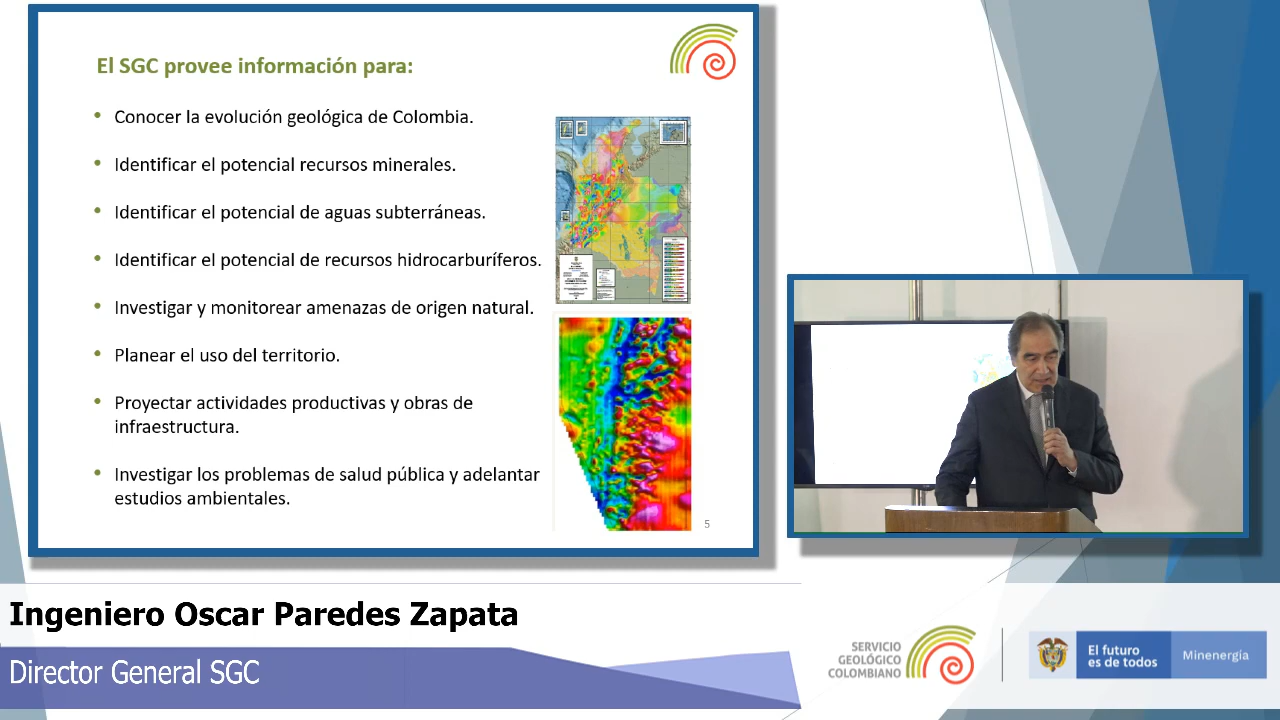 El SGC provee información para:
• Conocer la evolución geológica de Colombia.
• Identificar el potencial recursos minerales.
• Identificar el potencial de aguas subterráneas.
• Identificar el potencial de recursos hidrocarburíferos.
• Investigar y monitorear amenazas de origen natural.
• Planear el uso del territorio.
• Proyectar actividades productivas y obras de
infraestructura.
• Investigar los problemas de salud pública y adelantar
estudios ambientales.
5
Ingeniero Oscar Paredes Zapata
Director General SGC
SERVICIO
GEOLÓGICO
COLOMBIANO
El futuro
es de todos
Minenergía